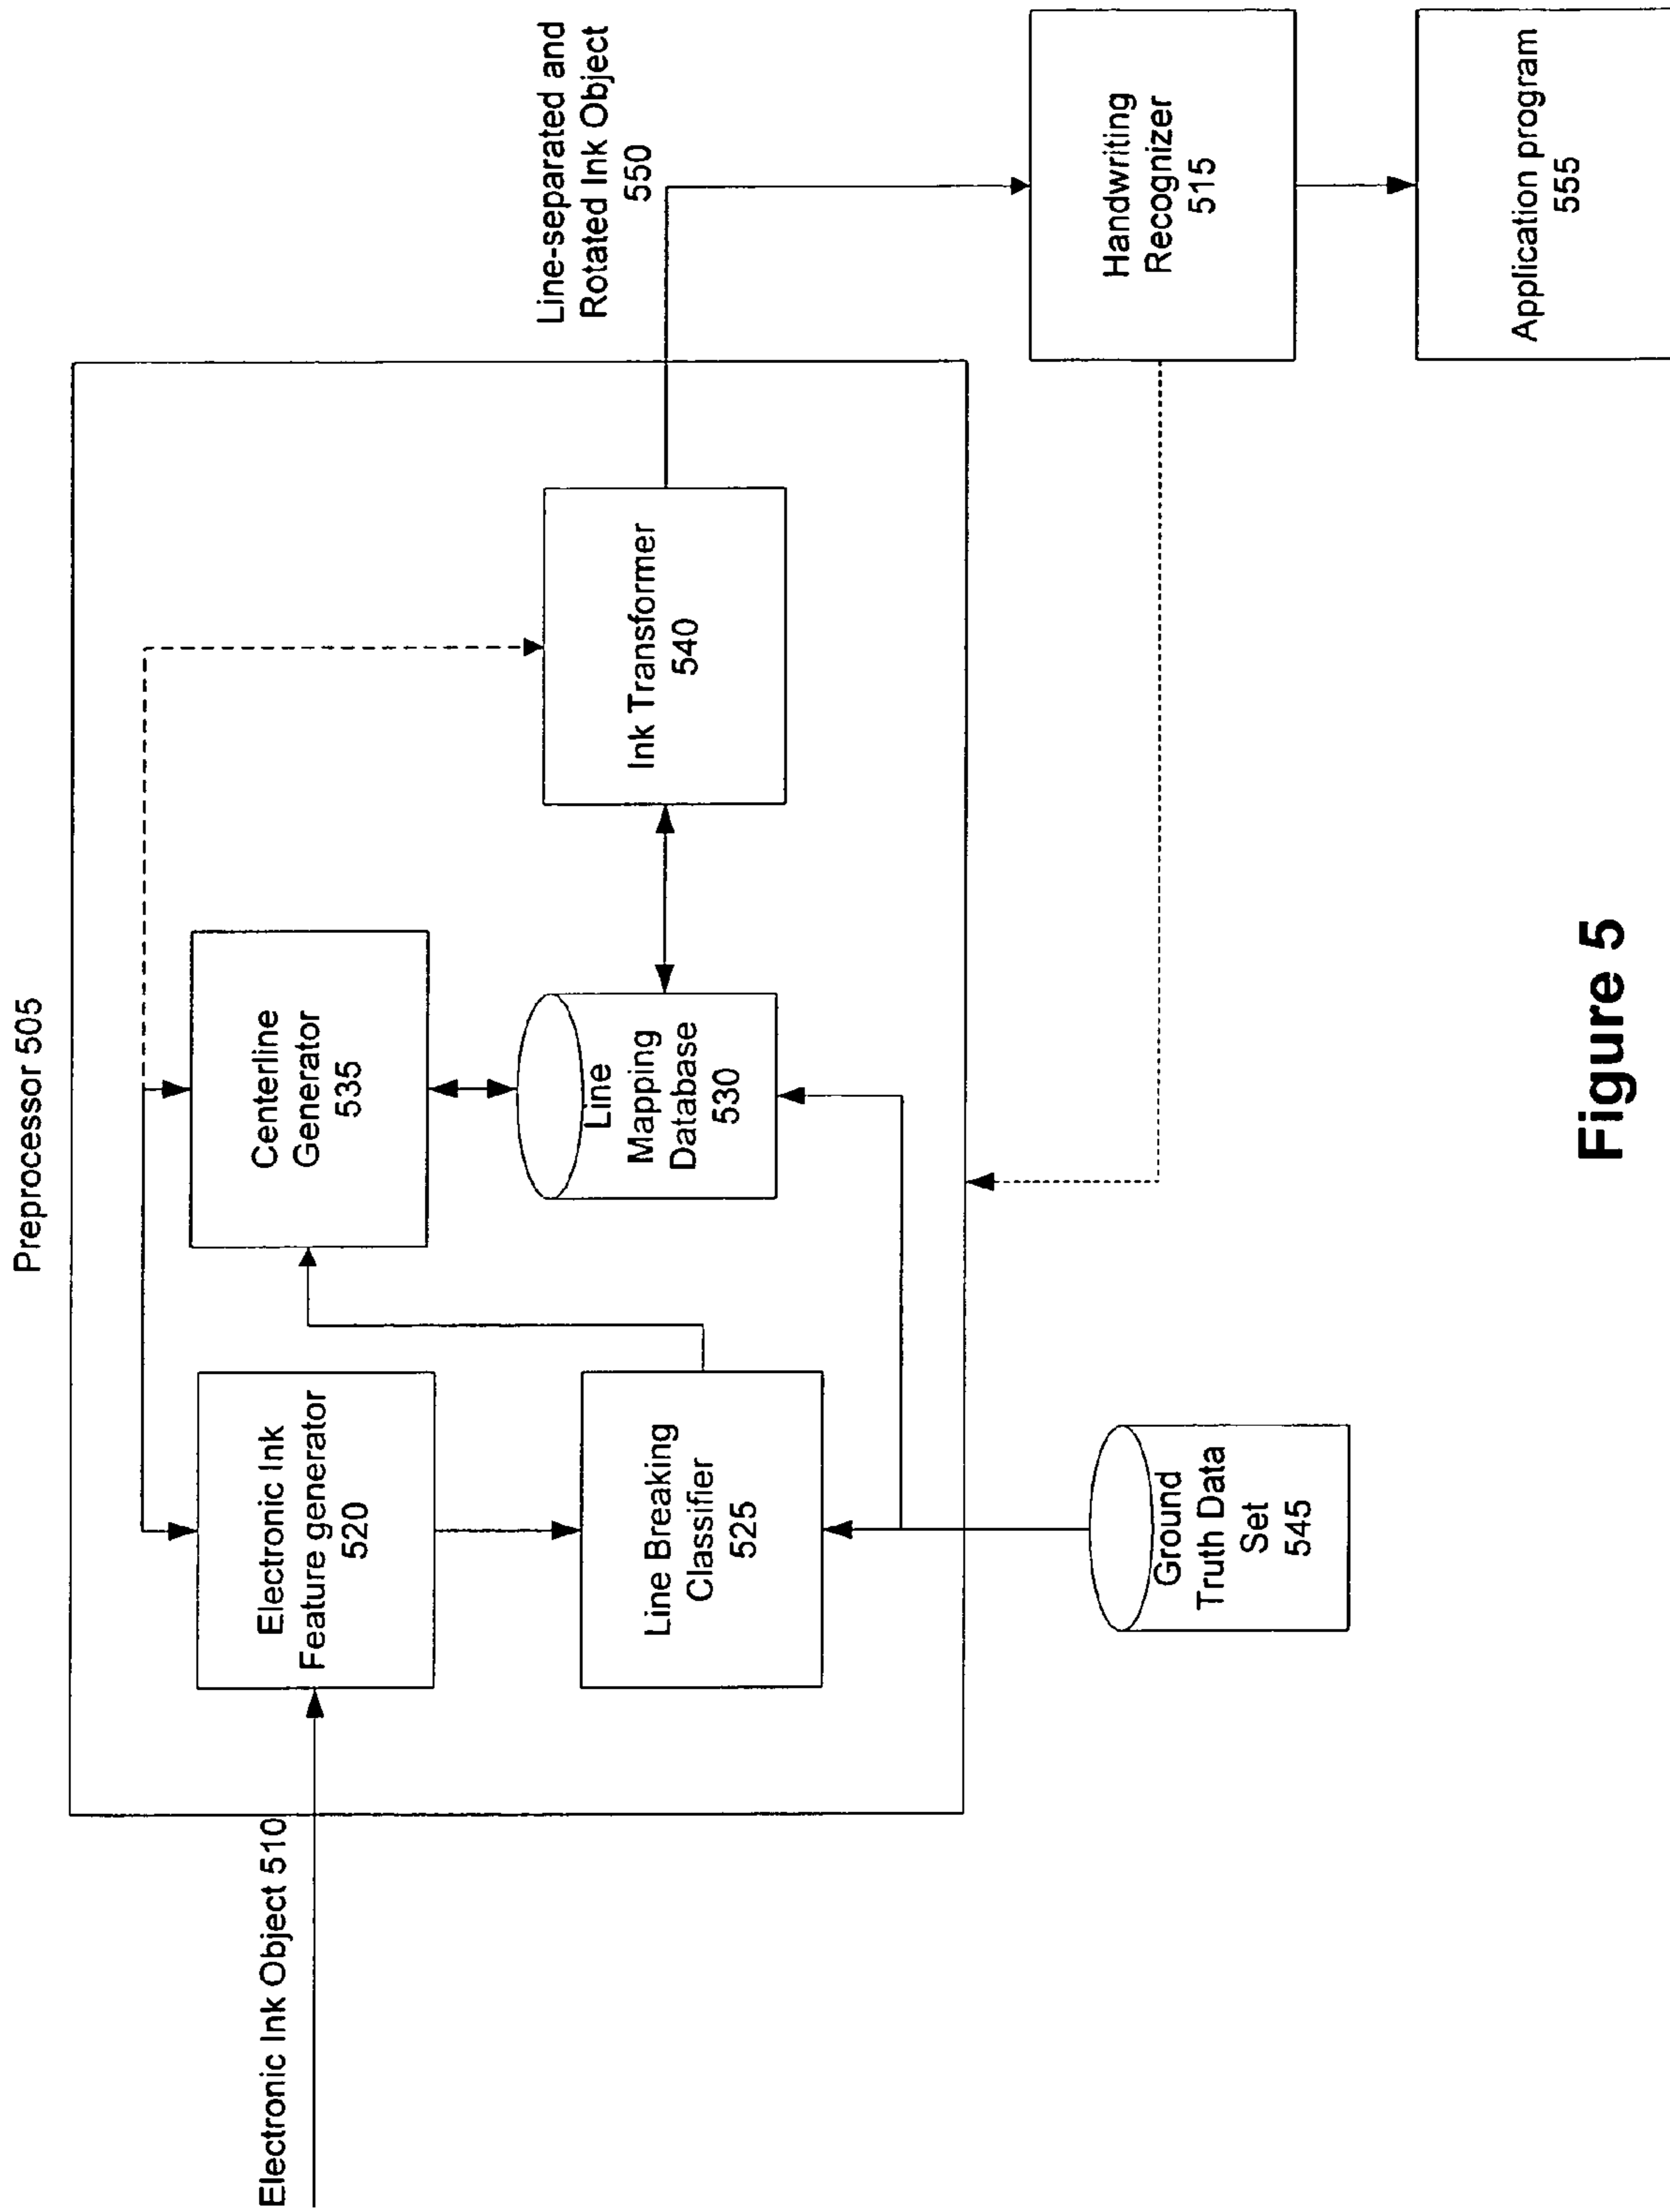 Preprocessor 505
Electronic Ink Object 510
Electronic Ink
Feature generator
520
Centerline
Generator
535
Line Breaking
Classifier
525
Line
Mapping
Database
530
Ink Transformer
540
Line-separated and
Rotated Ink Object
550
Ground
Truth Data
Set
545
Handwriting
Recognizer
515
Application program
555
Figure 5